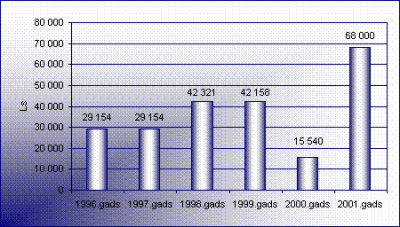 80 000
70 000
60 000
50 000
40 000
30 000
20 000
10 000
0
Ls
29 154
29 154
42 321
42 158
15 540
68 000
1996.gads
1997.gads
1998.gads
1999.gads
2000.gads
2001.gads